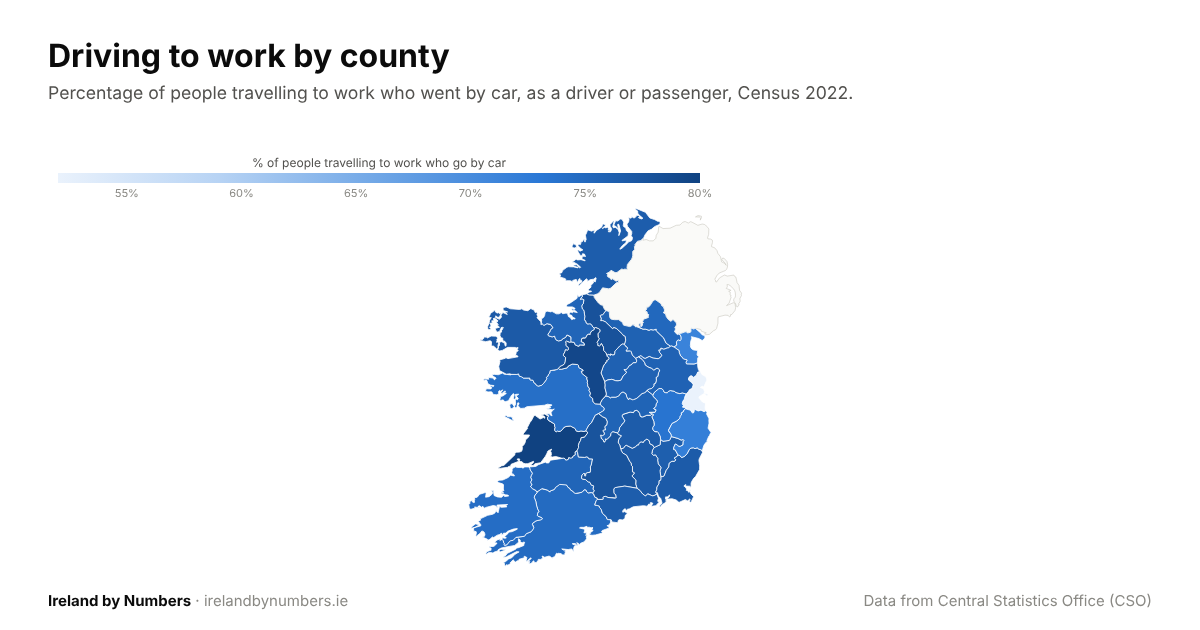 Driving to work by county
Percentage of people travelling to work who went by car, as a driver or passenger, Census 2022.
% of people travelling to work who go by car
55% 60% 65% 70% 75% 80%
Ireland by Numbers · irelandbynumbers.ie
Data from Central Statistics Office (CSO)